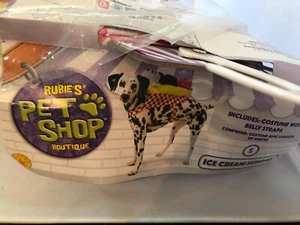 RUBIE'S
PET
SHOP
BOUTIQUE
INCLUDES: COSTUME WITH
BELLY STRAPS
S
ICE CREAM